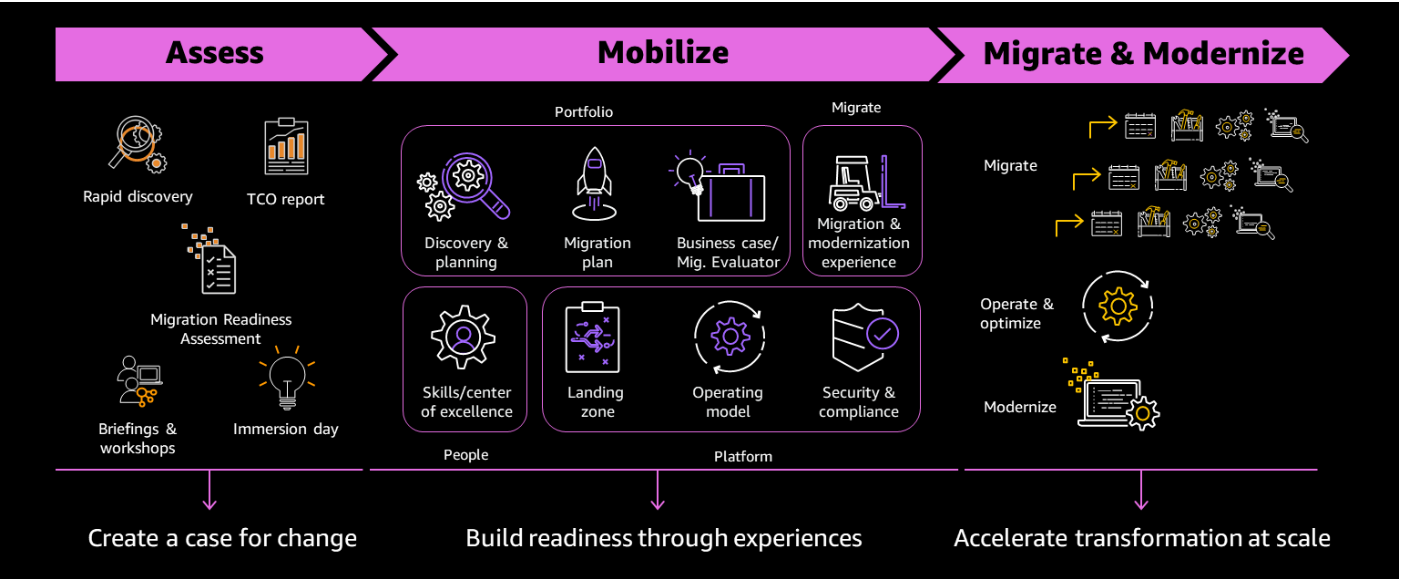 Assess
Mobilize
Migrate & Modernize
Rapid discovery
TCO report
Migration Readiness
Assessment
Briefings &
workshops
Immersion day
Portfolio
Discovery &
planning
Migration
plan
Business case/
Mig. Evaluator
Migrate
Migration &
modernization
experience
Skills/center
of excellence
People
Landing
zone
Operating
model
Security &
compliance
Platform
Migrate
Operate &
optimize
Modernize
Create a case for change
Build readiness through experiences
Accelerate transformation at scale